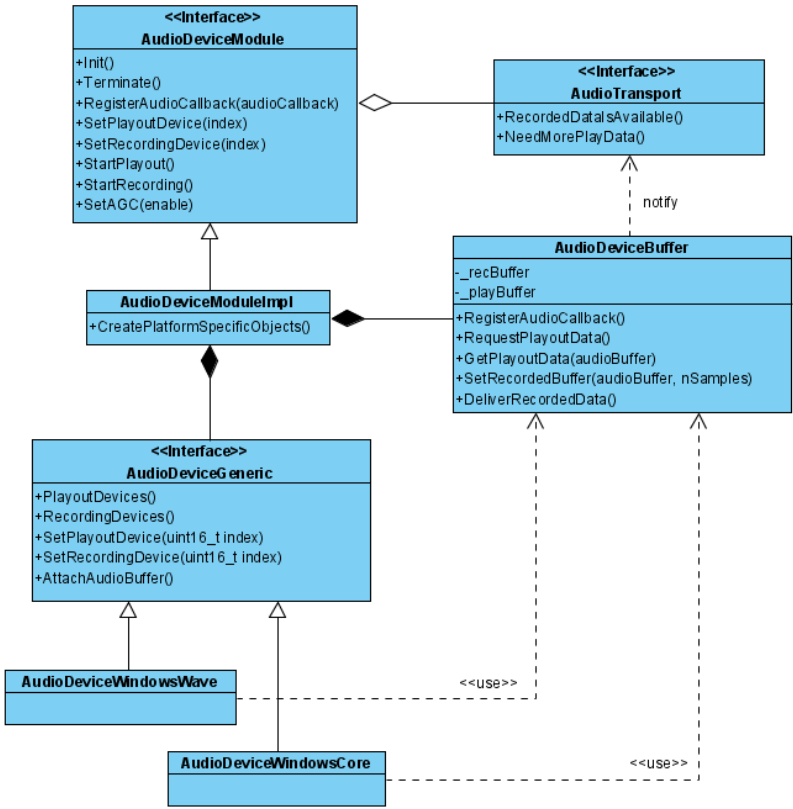 <<Interface>>
AudioDeviceModule
+Init()
+Terminate()
+RegisterAudioCallback(audioCallback)
+SetPlayoutDevice(index)
+SetRecordingDevice(index)
+StartPlayout()
+StartRecording()
+SetAGC(enable)
<<Interface>>
AudioTransport
+RecordedDataIsAvailable()
+NeedMorePlayData()
notify
AudioDeviceBuffer
-_recBuffer
-_playBuffer
+RegisterAudioCallback()
+RequestPlayoutData()
+GetPlayoutData(audioBuffer)
+SetRecordedBuffer(audioBuffer, nSamples)
+DeliverRecordedData()
AudioDeviceModuleImpl
+CreatePlatformSpecificObjects()
<<Interface>>
AudioDeviceGeneric
+PlayoutDevices()
+RecordingDevices()
+SetPlayoutDevice(uint16_t index)
+SetRecordingDevice(uint16_t index)
+AttachAudioBuffer()
AudioDeviceWindowsWave
<<use>>
AudioDeviceWindowsCore
<<use>>